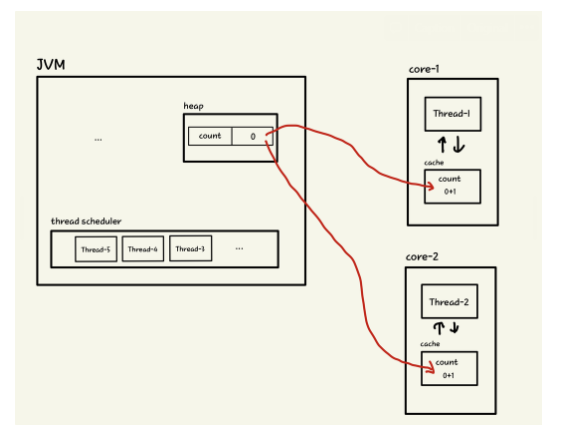 JVM
heap
count 0
...
thread scheduler
Thread-5 Thread-4 Thread-3 ...
core-1
Thread-1
cache
count
0+1
core-2
Thread-2
cache
count
0+1